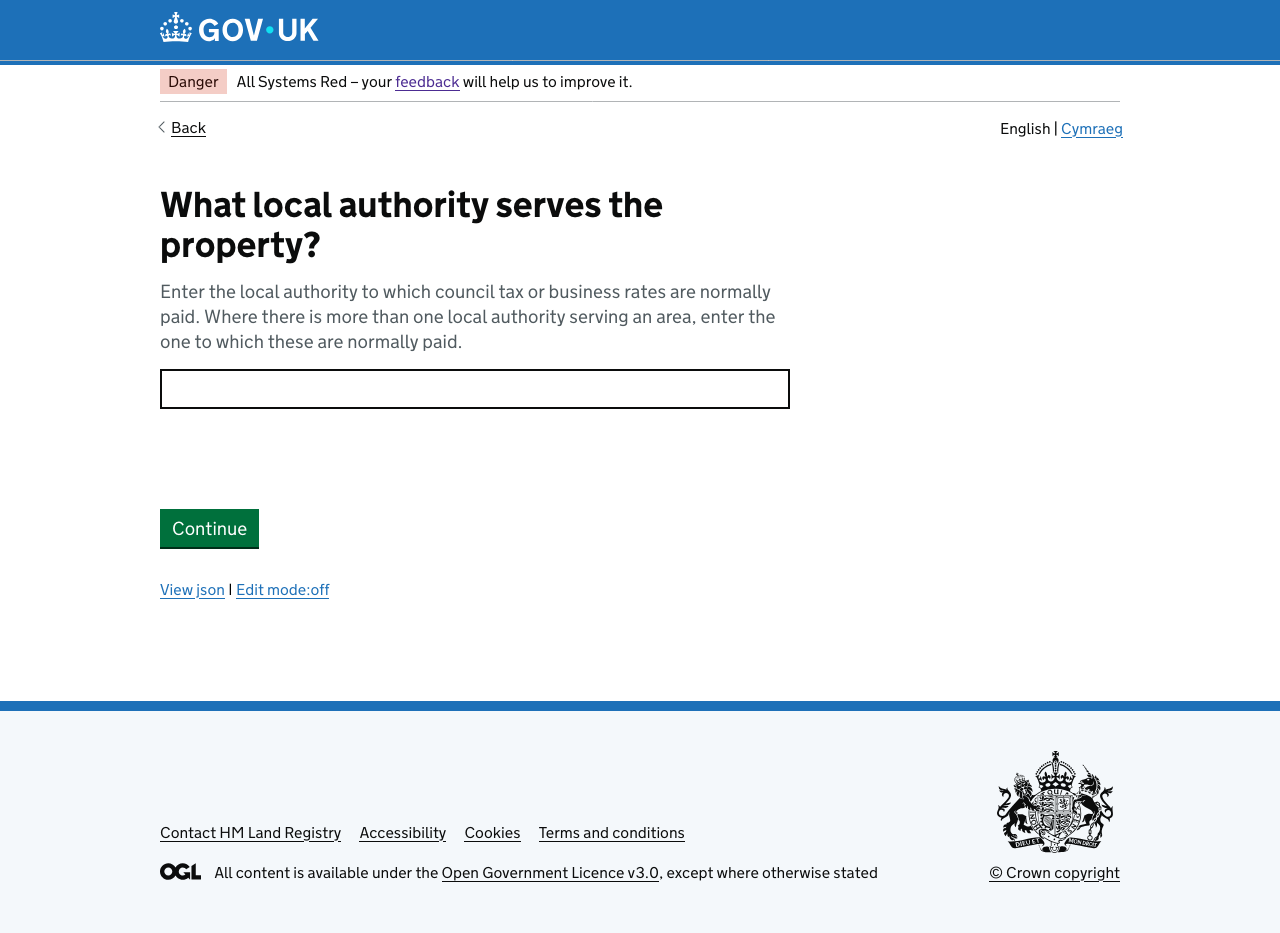 GOV•UK
Danger All Systems Red – your feedback will help us to improve it.
Back
English | Cymraeg
What local authority serves the
property?
Enter the local authority to which council tax or business rates are normally
paid. Where there is more than one local authority serving an area, enter the
one to which these are normally paid.
Continue
View json | Edit mode:off
Contact HM Land Registry Accessibility Cookies Terms and conditions
OGL All content is available under the Open Government Licence v3.0, except where otherwise stated
DIEU ET MON DROIT
© Crown copyright